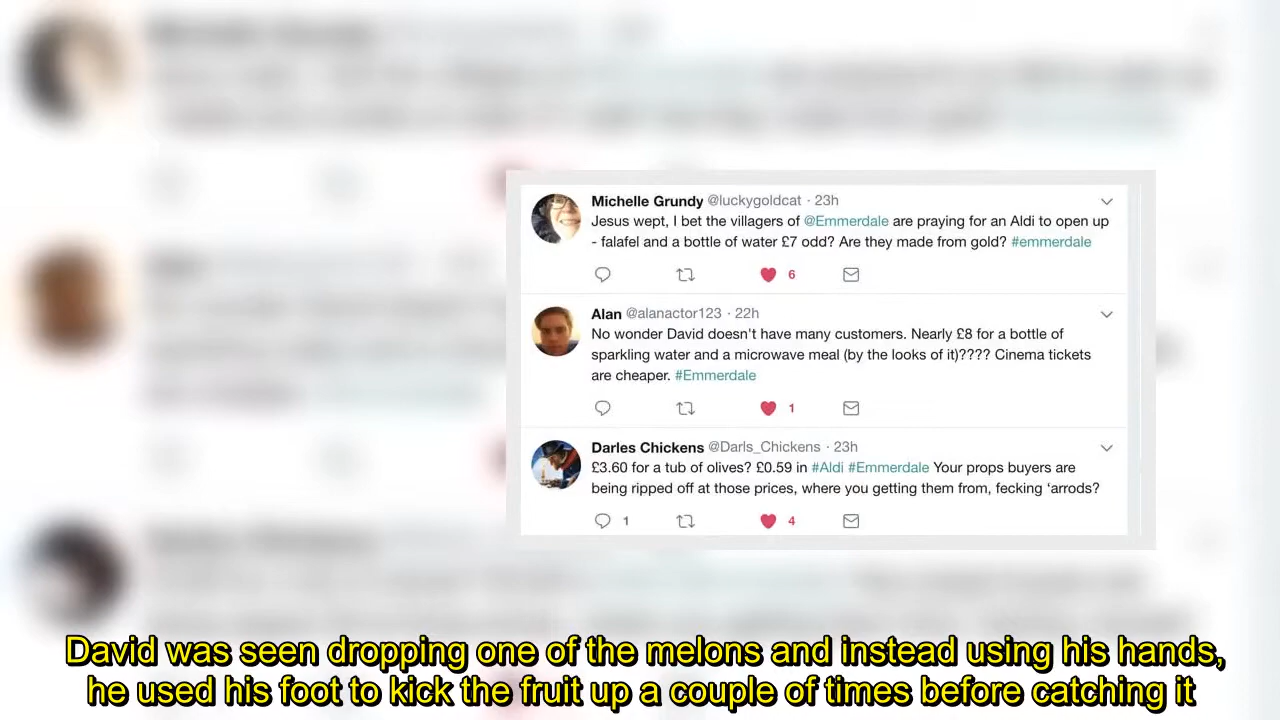 Michelle Grundy @luckygoldcat · 23h
Jesus wept, I bet the villagers of @Emmerdale are praying for an Aldi to open up
- falafel and a bottle of water £7 odd? Are they made from gold? #emmerdale
6
Alan @alanactor123 · 22h
No wonder David doesn't have many customers. Nearly £8 for a bottle of
sparkling water and a microwave meal (by the looks of it)???? Cinema tickets
are cheaper. #Emmerdale
1
Darles Chickens @Darls_Chickens · 23h
£3.60 for a tub of olives? £0.59 in #Aldi #Emmerdale Your props buyers are
being ripped off at those prices, where you getting them from, fecking ‘arrods?
1 4
David was seen dropping one of the melons and instead using his hands,
he used his foot to kick the fruit up a couple of times before catching it